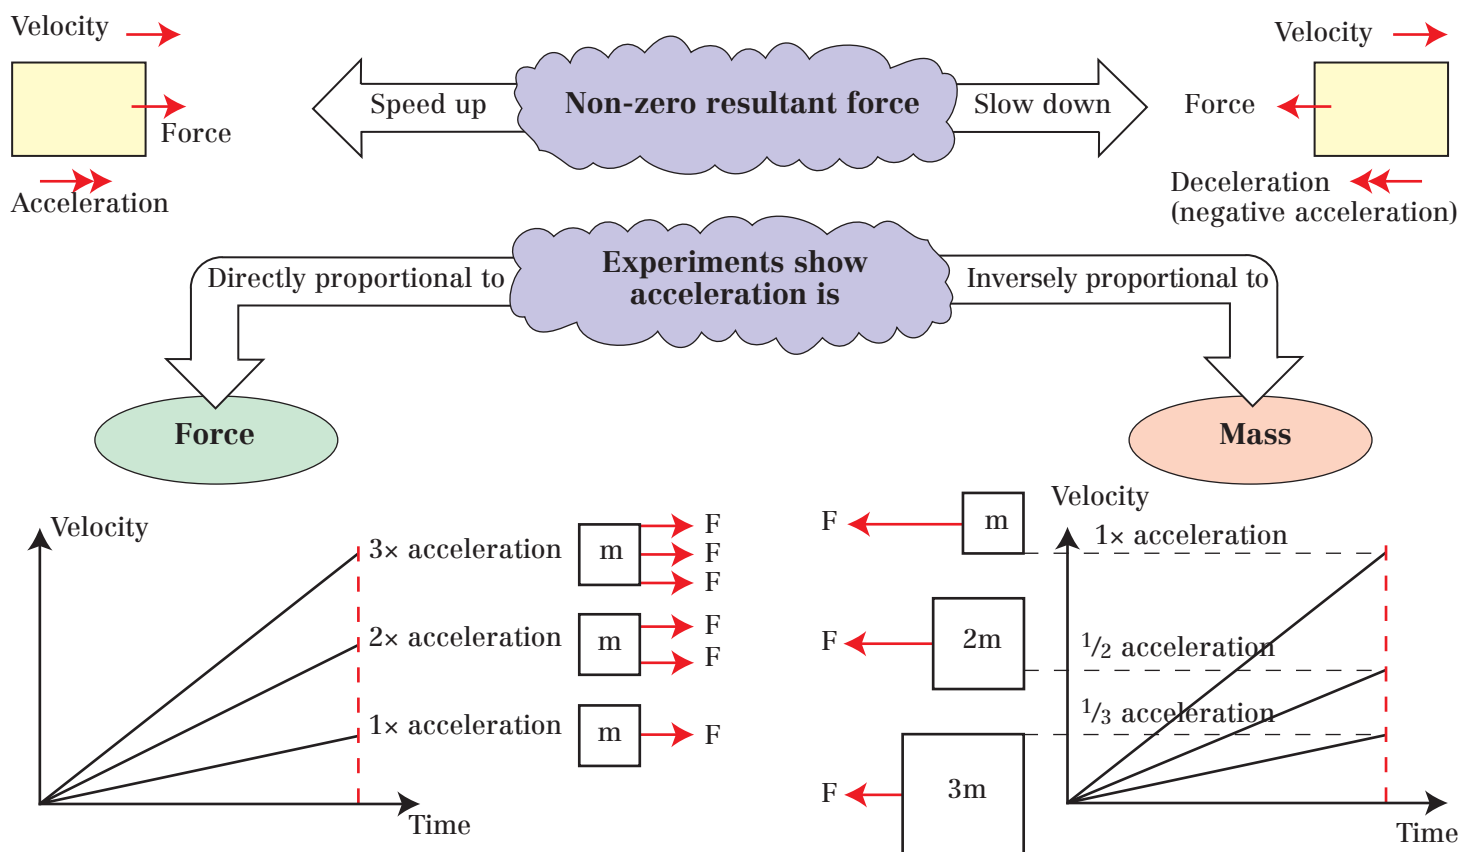 Velocity
Force
Acceleration
Speed up
Non-zero resultant force
Slow down
Velocity
Force
Deceleration
(negative acceleration)
Experiments show
acceleration is
Directly proportional to
Inversely proportional to
Force
Mass
Velocity
3× acceleration
2× acceleration
1× acceleration
Time
m
F
F
F
m
F
F
m
F
F
m
F
2m
F
3m
Velocity
1× acceleration
1/2 acceleration
1/3 acceleration
Time